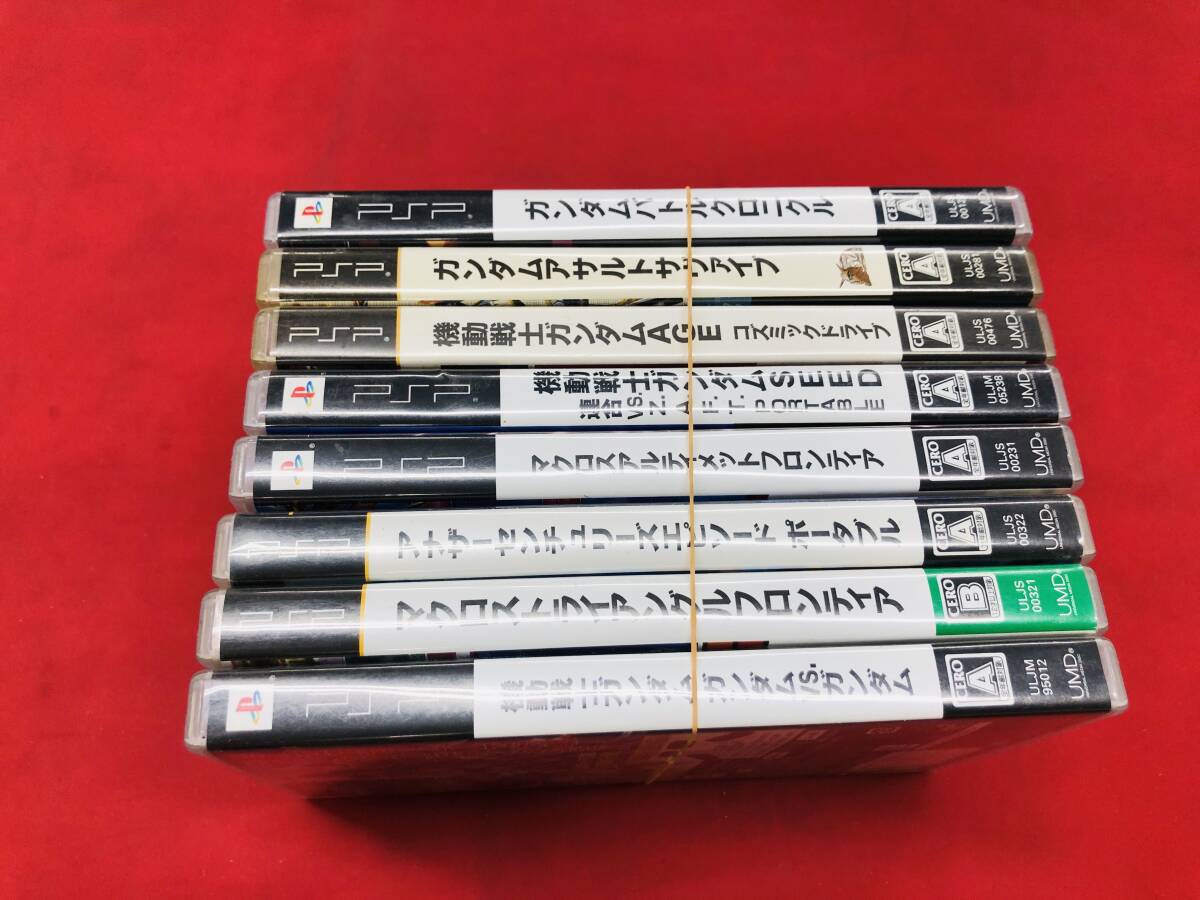 PSP ガンダムバトルクロニクル CERO A ULJS UMD
PSP ガンダムアサルトサヴァイブ CERO A ULJS 00281 UMD
PSP 機動戦士ガンダムAGE コズミックドライブ CERO A ULJS 00476 UMD
PSP 機動戦士ガンダムSEED
連合 VS. Z.A.F.T. PORTABLE CERO A ULJM 05238 UMD
PSP マクロスアルティメットフロンティア CERO A ULJS 00231 UMD
アナザーセンチュリーズエピソード ポータブル CERO A ULJS 00322 UMD
マクロストライアングルフロンティア CERO B ULJS 00321 UMD
機動戦士ガンダム ガンダムVS.ガンダム CERO A ULJM 95012 UMD